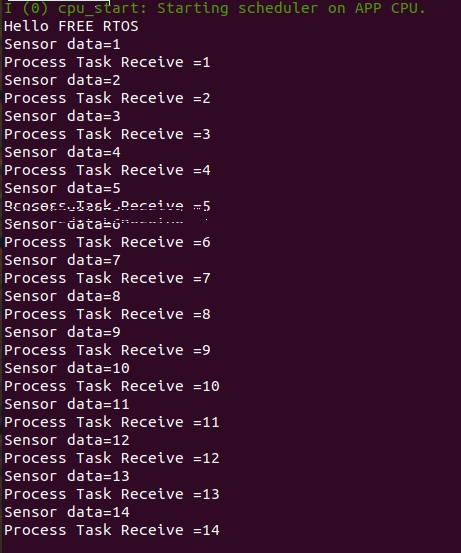 I (0) cpu_start: Starting scheduler on APP CPU.
Hello FREE RTOS
Sensor data=1
Process Task Receive =1
Sensor data=2
Process Task Receive =2
Sensor data=3
Process Task Receive =3
Sensor data=4
Process Task Receive =4
Sensor data=5
Process Task Receive =5
Sensor data=6
Process Task Receive =6
Sensor data=7
Process Task Receive =7
Sensor data=8
Process Task Receive =8
Sensor data=9
Process Task Receive =9
Sensor data=10
Process Task Receive =10
Sensor data=11
Process Task Receive =11
Sensor data=12
Process Task Receive =12
Sensor data=13
Process Task Receive =13
Sensor data=14
Process Task Receive =14